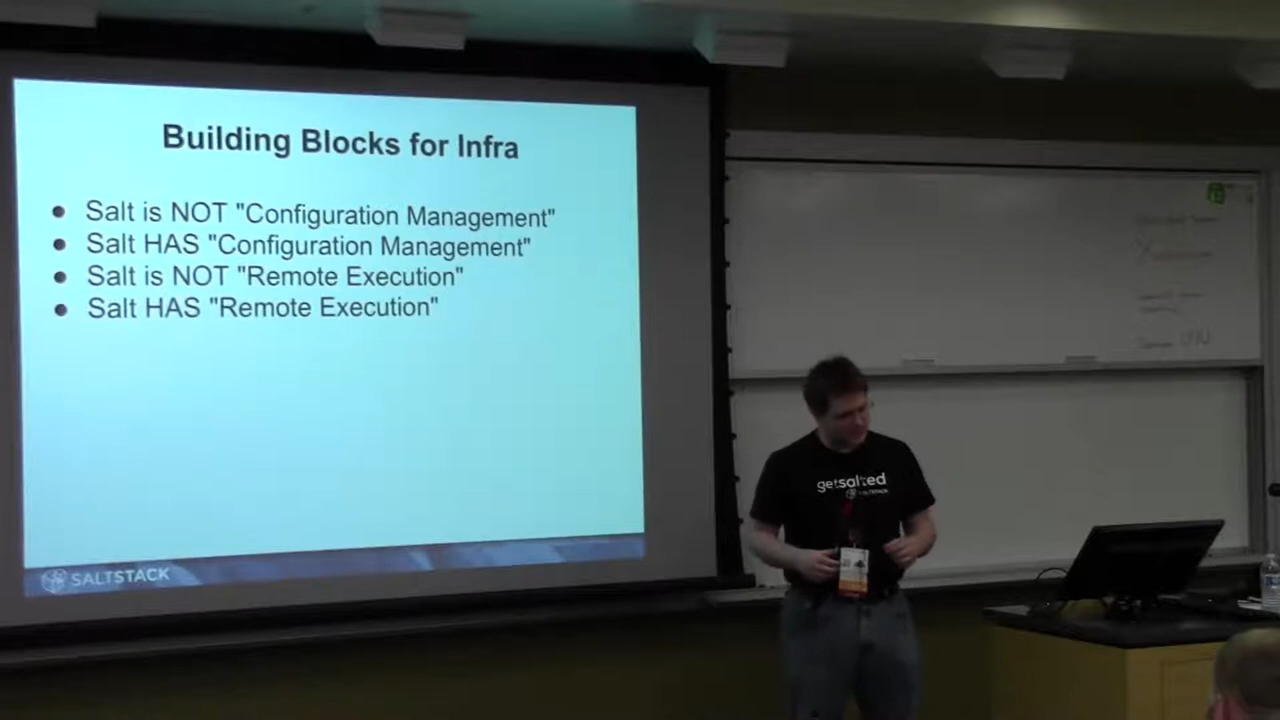 Building Blocks for Infra
● Salt is NOT "Configuration Management"
● Salt HAS "Configuration Management"
● Salt is NOT "Remote Execution"
● Salt HAS "Remote Execution"
SALTSTACK
getsalted
SALTSTACK